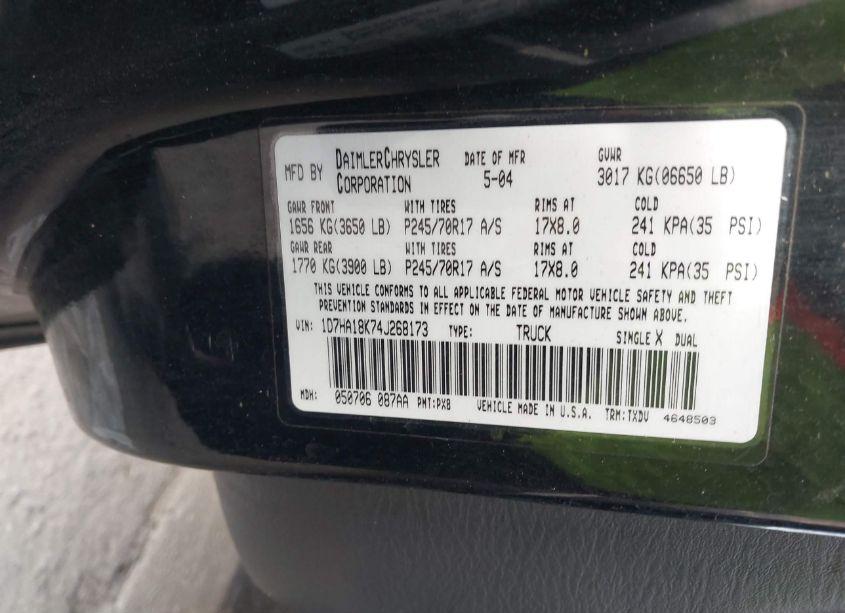 MFD BY DAIMLERCHRYSLER CORPORATION DATE OF MFR 5-04 GVWR 3017 KG(06650 LB)
GAWR FRONT WITH TIRES RIMS AT COLD
1656 KG(3650 LB) P245/70R17 A/S 17X8.0 241 KPA(35 PSI)
GAWR REAR WITH TIRES RIMS AT COLD
1770 KG(3900 LB) P245/70R17 A/S 17X8.0 241 KPA(35 PSI)
THIS VEHICLE CONFORMS TO ALL APPLICABLE FEDERAL MOTOR VEHICLE SAFETY AND THEFT
PREVENTION STANDARDS IN EFFECT ON THE DATE OF MANUFACTURE SHOWN ABOVE.
VIN: 1D7HA18K74J268173 TYPE: TRUCK SINGLE X DUAL
MDH: 050706 087AA PMT:PXB VEHICLE MADE IN U.S.A. TRM:TXDV 4648503